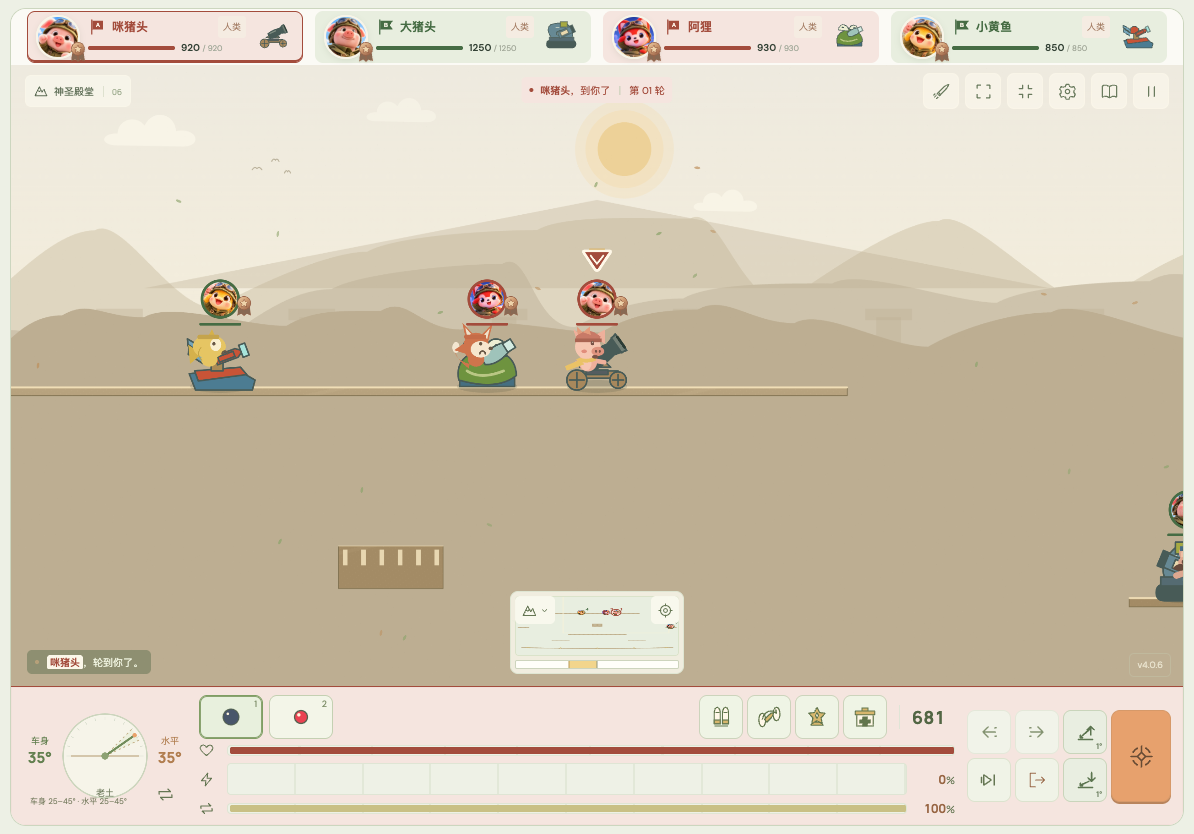 A 咪猪头 人类
920 / 920
B 大猪头 人类
1250 / 1250
A 阿狸 人类
930 / 930
B 小黄鱼 人类
850 / 850
神圣殿堂 06
咪猪头，到你了 第 01 轮
咪猪头，轮到你了。
v4.0.6
1
2
681
车身
35°
水平
35°
老土
车身 25–45° · 水平 25–45°
0%
100%
1°
1°